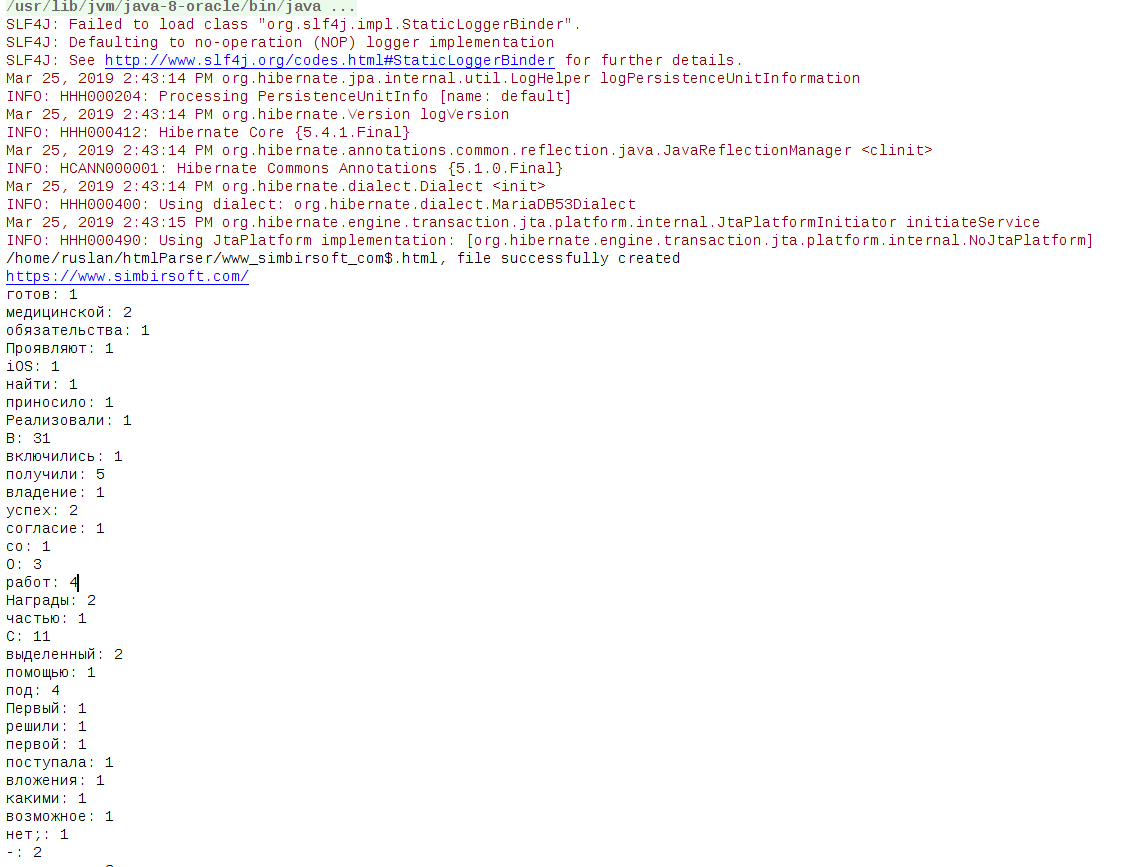 /usr/lib/jvm/java-8-oracle/bin/java ...
SLF4J: Failed to load class "org.slf4j.impl.StaticLoggerBinder".
SLF4J: Defaulting to no-operation (NOP) logger implementation
SLF4J: See http://www.slf4j.org/codes.html#StaticLoggerBinder for further details.
Mar 25, 2019 2:43:14 PM org.hibernate.jpa.internal.util.LogHelper logPersistenceUnitInformation
INFO: HHH000204: Processing PersistenceUnitInfo [name: default]
Mar 25, 2019 2:43:14 PM org.hibernate.Version logVersion
INFO: HHH000412: Hibernate Core {5.4.1.Final}
Mar 25, 2019 2:43:14 PM org.hibernate.annotations.common.reflection.java.JavaReflectionManager <clinit>
INFO: HCANN000001: Hibernate Commons Annotations {5.1.0.Final}
Mar 25, 2019 2:43:14 PM org.hibernate.dialect.Dialect <init>
INFO: HHH000400: Using dialect: org.hibernate.dialect.MariaDB53Dialect
Mar 25, 2019 2:43:15 PM org.hibernate.engine.transaction.jta.platform.internal.JtaPlatformInitiator initiateService
INFO: HHH000490: Using JtaPlatform implementation: [org.hibernate.engine.transaction.jta.platform.internal.NoJtaPlatform]
/home/ruslan/htmlParser/www_simbirsoft_com$.html, file successfully created
https://www.simbirsoft.com/
готов: 1
медицинской: 2
обязательства: 1
Проявляют: 1
iOS: 1
найти: 1
приносило: 1
Реализовали: 1
В: 31
включились: 1
получили: 5
владение: 1
успех: 2
согласие: 1
со: 1
О: 3
работ: 4
Награды: 2
частью: 1
С: 11
выделенный: 2
помощью: 1
под: 4
Первый: 1
решили: 1
первой: 1
поступала: 1
вложения: 1
какими: 1
возможное: 1
нет;: 1
-: 2